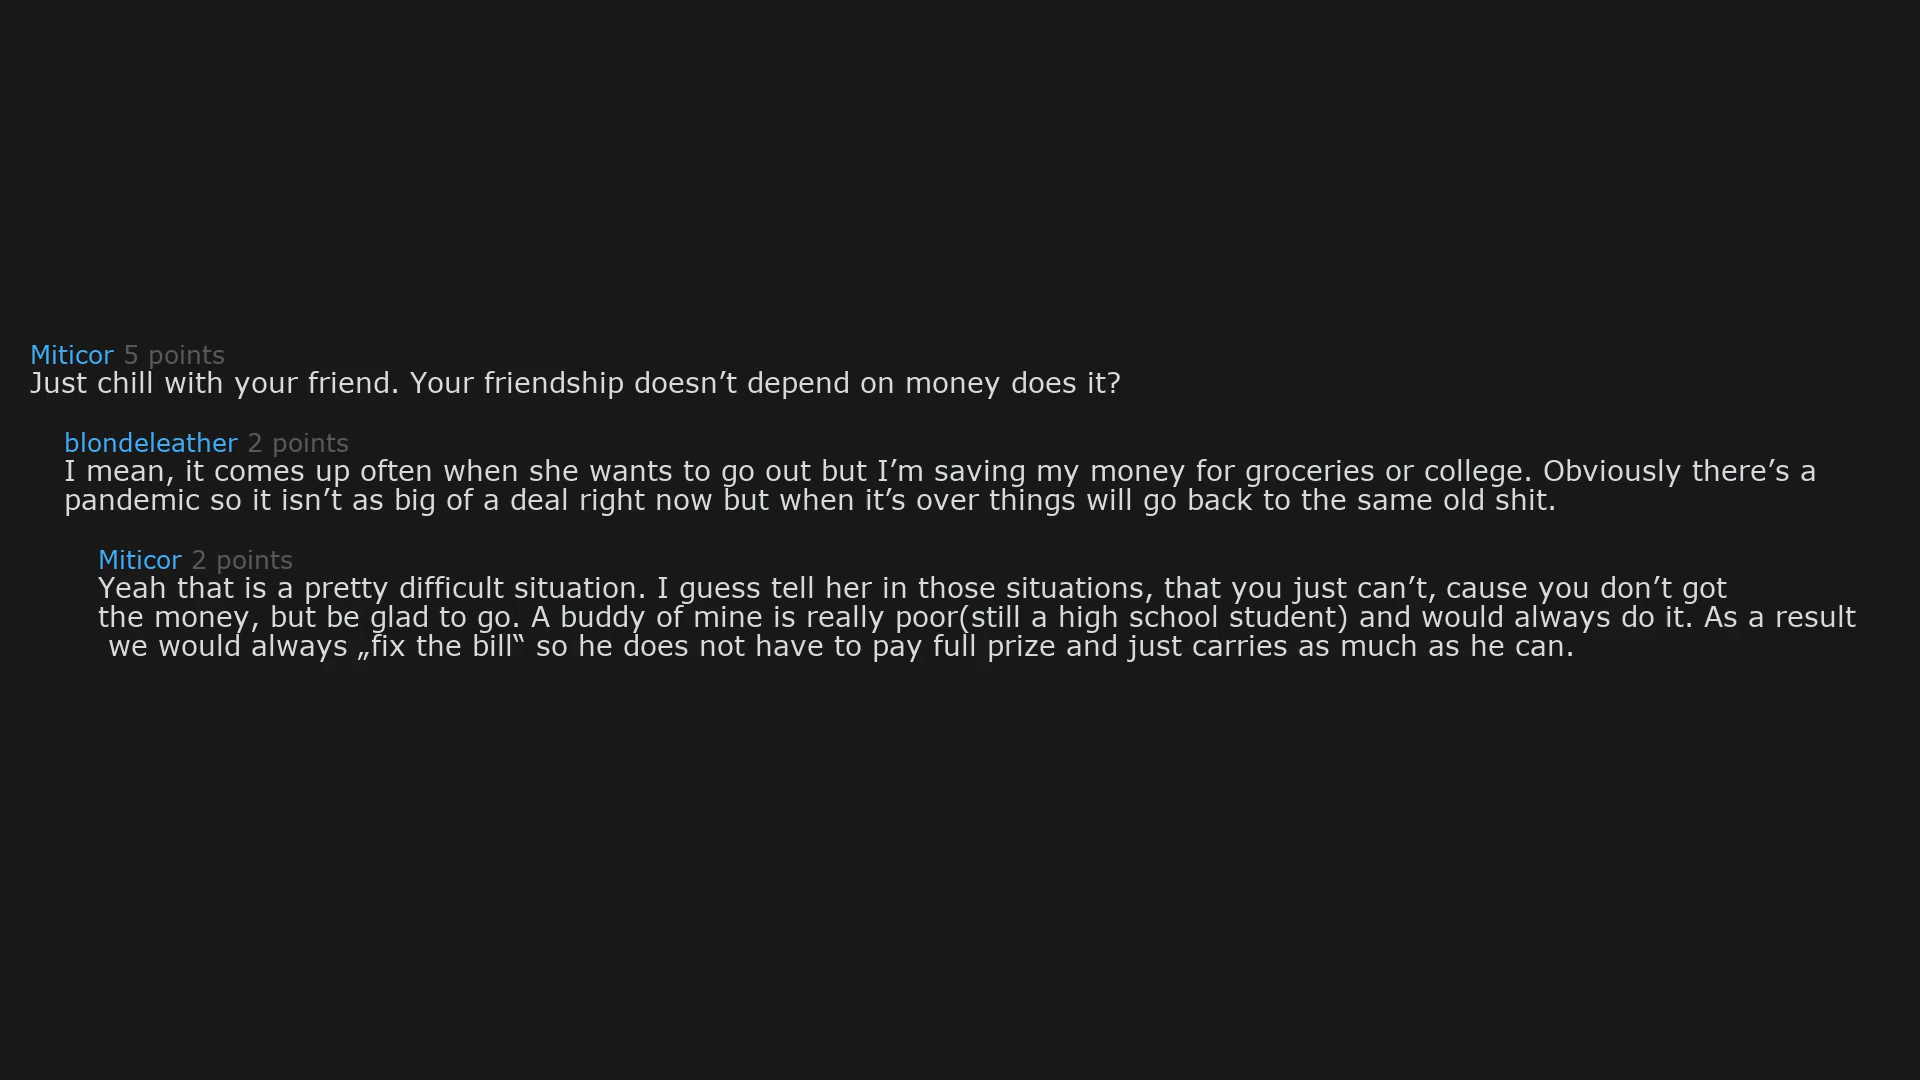 Miticor 5 points
Just chill with your friend. Your friendship doesn’t depend on money does it?
blondeleather 2 points
I mean, it comes up often when she wants to go out but I’m saving my money for groceries or college. Obviously there’s a
pandemic so it isn’t as big of a deal right now but when it’s over things will go back to the same old shit.
Miticor 2 points
Yeah that is a pretty difficult situation. I guess tell her in those situations, that you just can’t, cause you don’t got
the money, but be glad to go. A buddy of mine is really poor(still a high school student) and would always do it. As a result
we would always „fix the bill‟ so he does not have to pay full prize and just carries as much as he can.